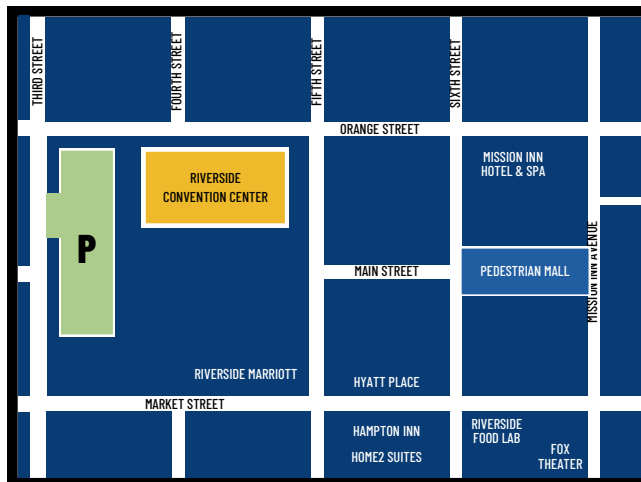 THIRD STREET
FOURTH STREET
FIFTH STREET
SIXTH STREET
ORANGE STREET
RIVERSIDE
CONVENTION CENTER
MISSION INN
HOTEL & SPA
P
MAIN STREET
PEDESTRIAN MALL
MISSION INN AVENUE
RIVERSIDE MARRIOTT
HYATT PLACE
MARKET STREET
HAMPTON INN
HOME2 SUITES
RIVERSIDE
FOOD LAB
FOX
THEATER